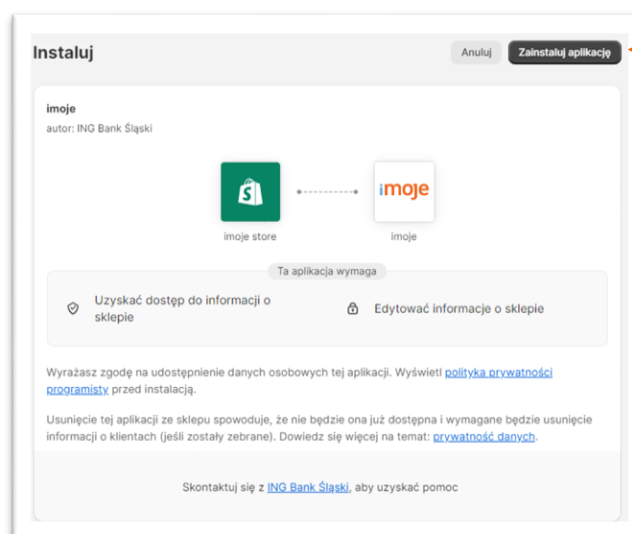 Instaluj
Anuluj
Zainstaluj aplikację
imoje
autor: ING Bank Śląski
imoje
imoje store
imoje
Ta aplikacja wymaga
Uzyskać dostęp do informacji o
sklepie
Edytować informacje o sklepie
Wyrażasz zgodę na udostępnienie danych osobowych tej aplikacji. Wyświetl polityka prywatności
programisty przed instalacją.
Usunięcie tej aplikacji ze sklepu spowoduje, że nie będzie ona już dostępna i wymagane będzie usunięcie
informacji o klientach (jeśli zostały zebrane). Dowiedz się więcej na temat: prywatność danych.
Skontaktuj się z ING Bank Śląski, aby uzyskać pomoc